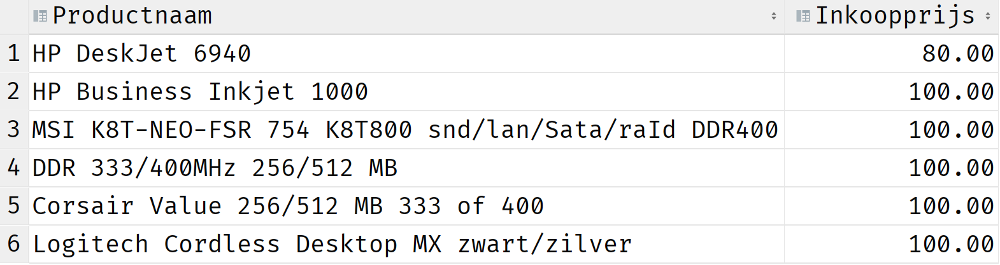 Productnaam Inkoopprijs
1 HP DeskJet 6940 80.00
2 HP Business Inkjet 1000 100.00
3 MSI K8T-NEO-FSR 754 K8T800 snd/lan/Sata/raId DDR400 100.00
4 DDR 333/400MHz 256/512 MB 100.00
5 Corsair Value 256/512 MB 333 of 400 100.00
6 Logitech Cordless Desktop MX zwart/zilver 100.00